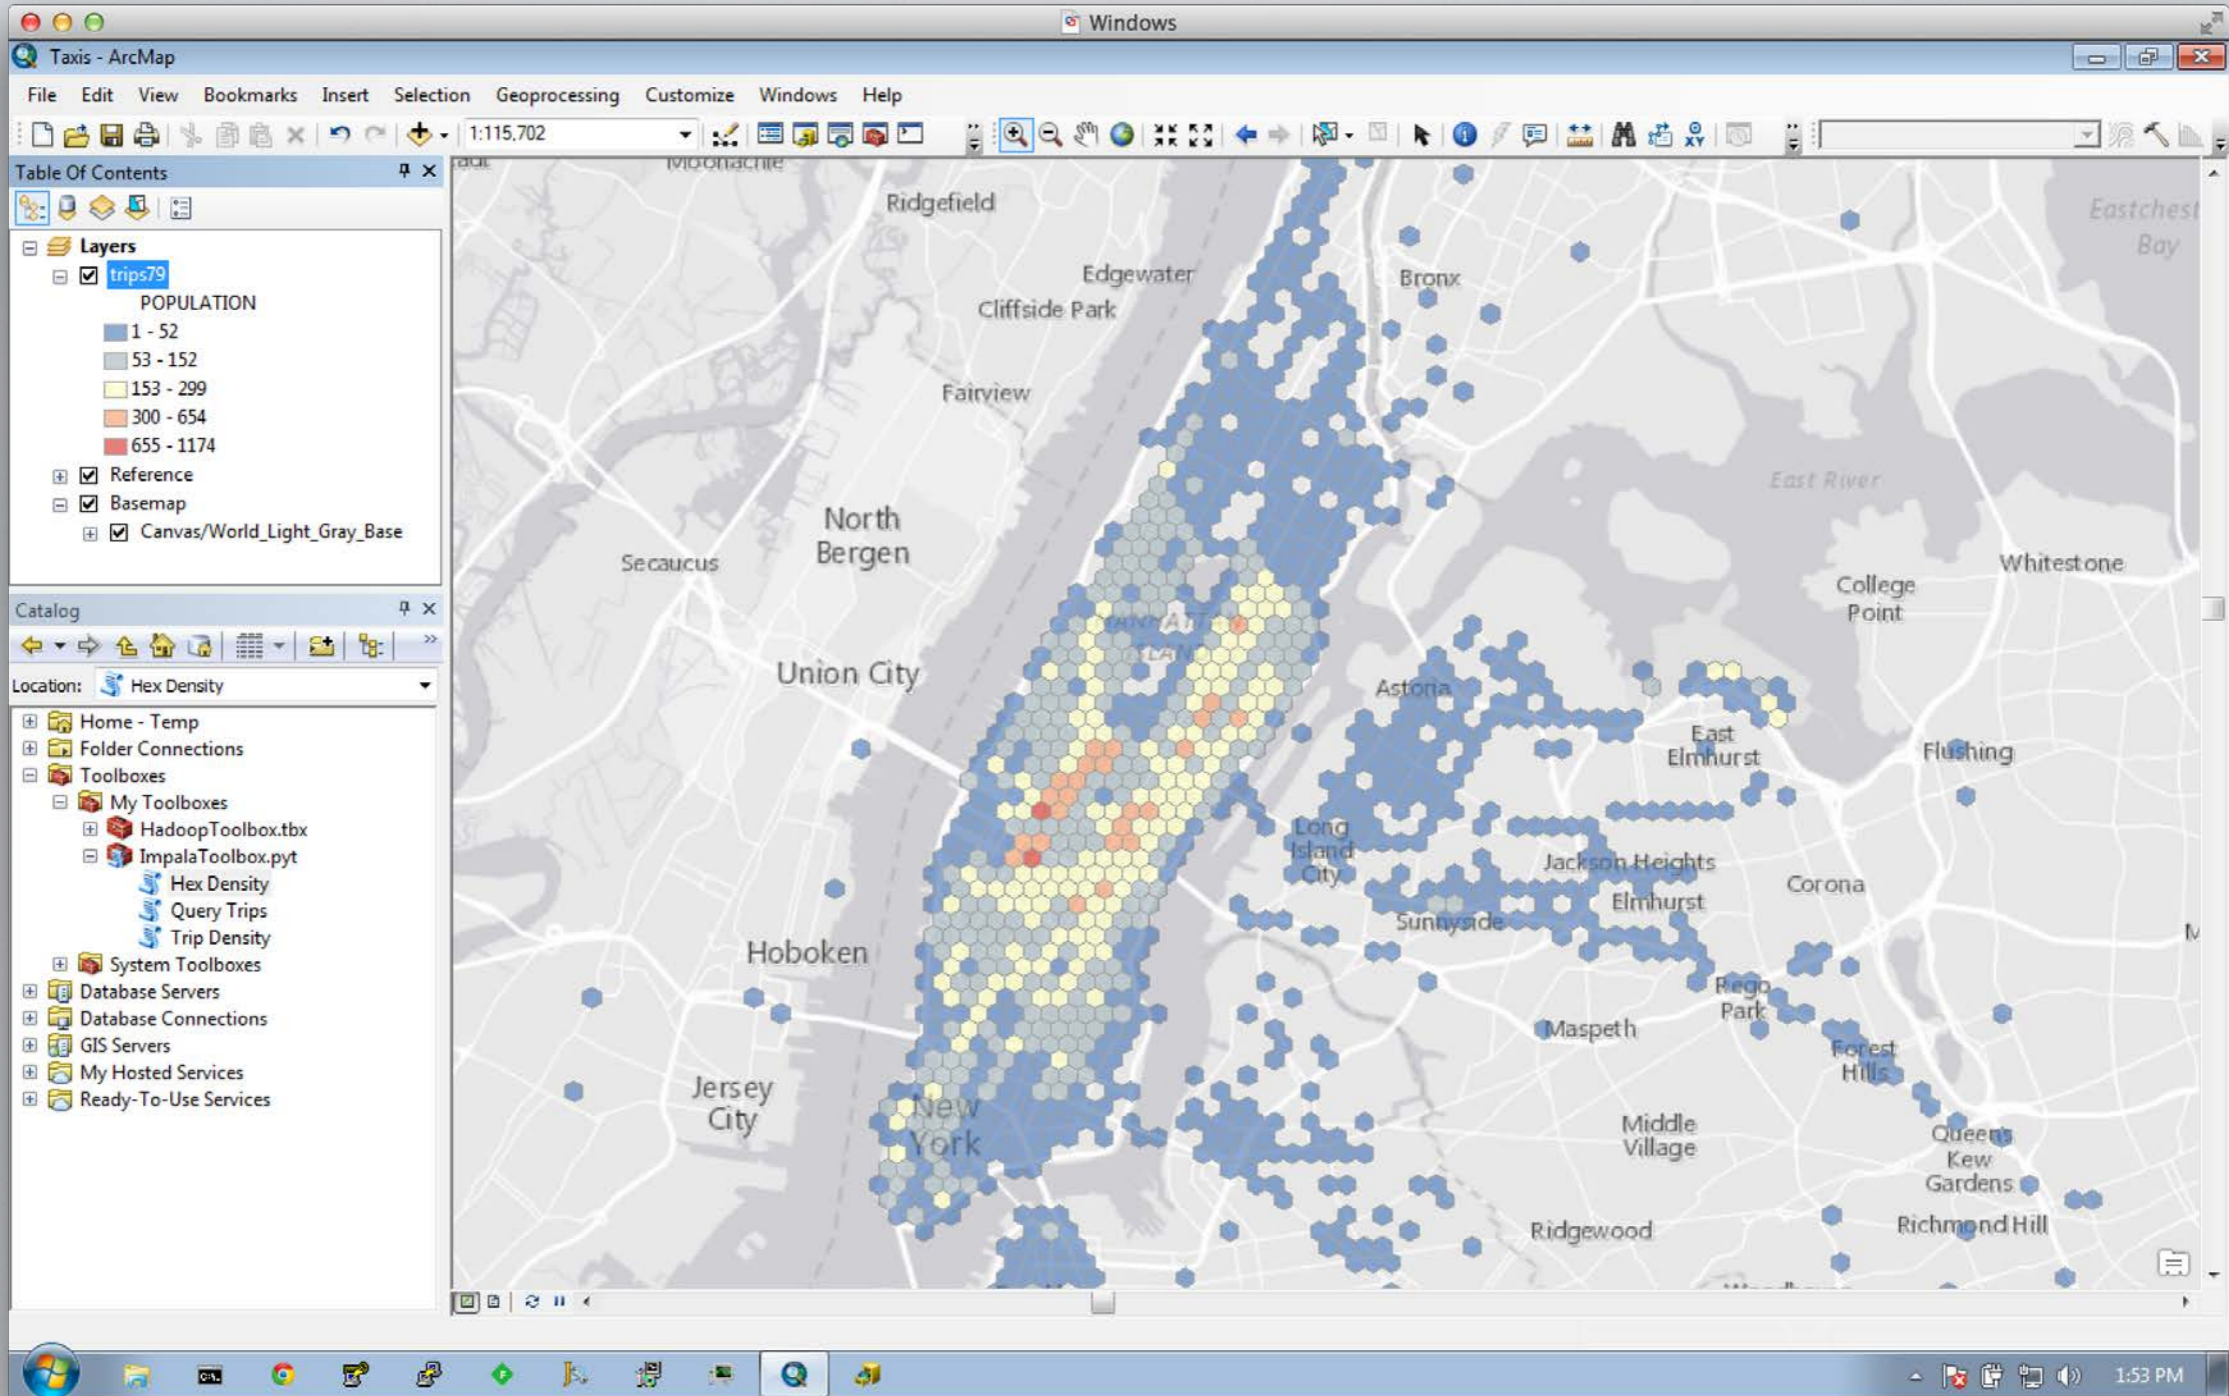 Windows
Taxis - ArcMap
File Edit View Bookmarks Insert Selection Geoprocessing Customize Windows Help
1:115,702
Table Of Contents
Layers
trips79
POPULATION
1 - 52
53 - 152
153 - 299
300 - 654
655 - 1174
Reference
Basemap
Canvas/World_Light_Gray_Base
Catalog
Location: Hex Density
Home - Temp
Folder Connections
Toolboxes
My Toolboxes
HadoopToolbox.tbx
ImpalaToolbox.pyt
Hex Density
Query Trips
Trip Density
System Toolboxes
Database Servers
Database Connections
GIS Servers
My Hosted Services
Ready-To-Use Services
Moonachie
Ridgefield
Eastchest
Bay
Edgewater
Bronx
Cliffside Park
Fairview
East River
North
Bergen
Secaucus
Whitestone
College
Point
MANHATTAN
ISLAND
Union City
Astoria
East
Elmhurst
Flushing
Long
Island
City
Jackson Heights
Corona
Elmhurst
Sunnyside
Hoboken
Rego
Park
Maspeth
Forest
Hills
Jersey
City
New
York
Middle
Village
Queens
Kew
Gardens
Ridgewood
Richmond Hill
1:53 PM